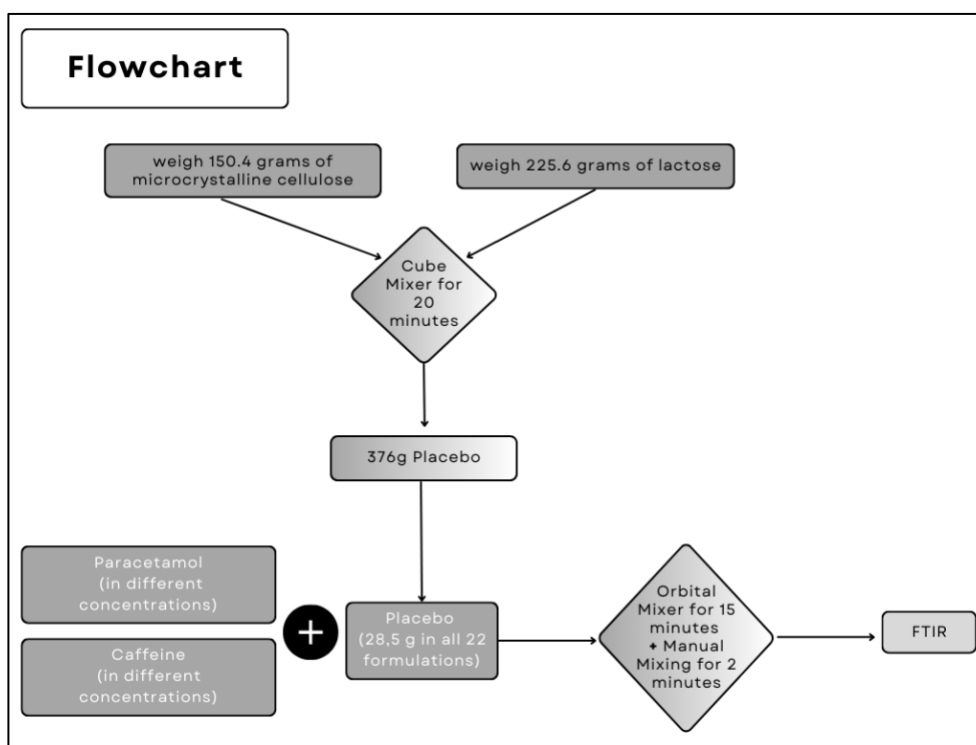 Flowchart
weigh 150.4 grams of
microcrystalline cellulose
weigh 225.6 grams of lactose
Cube
Mixer for
20
minutes
376g Placebo
Paracetamol
(in different
concentrations)
Caffeine
(in different
concentrations)
+
Placebo
(28,5 g in all 22
formulations)
Orbital
Mixer for 15
minutes
+ Manual
Mixing for 2
minutes
FTIR